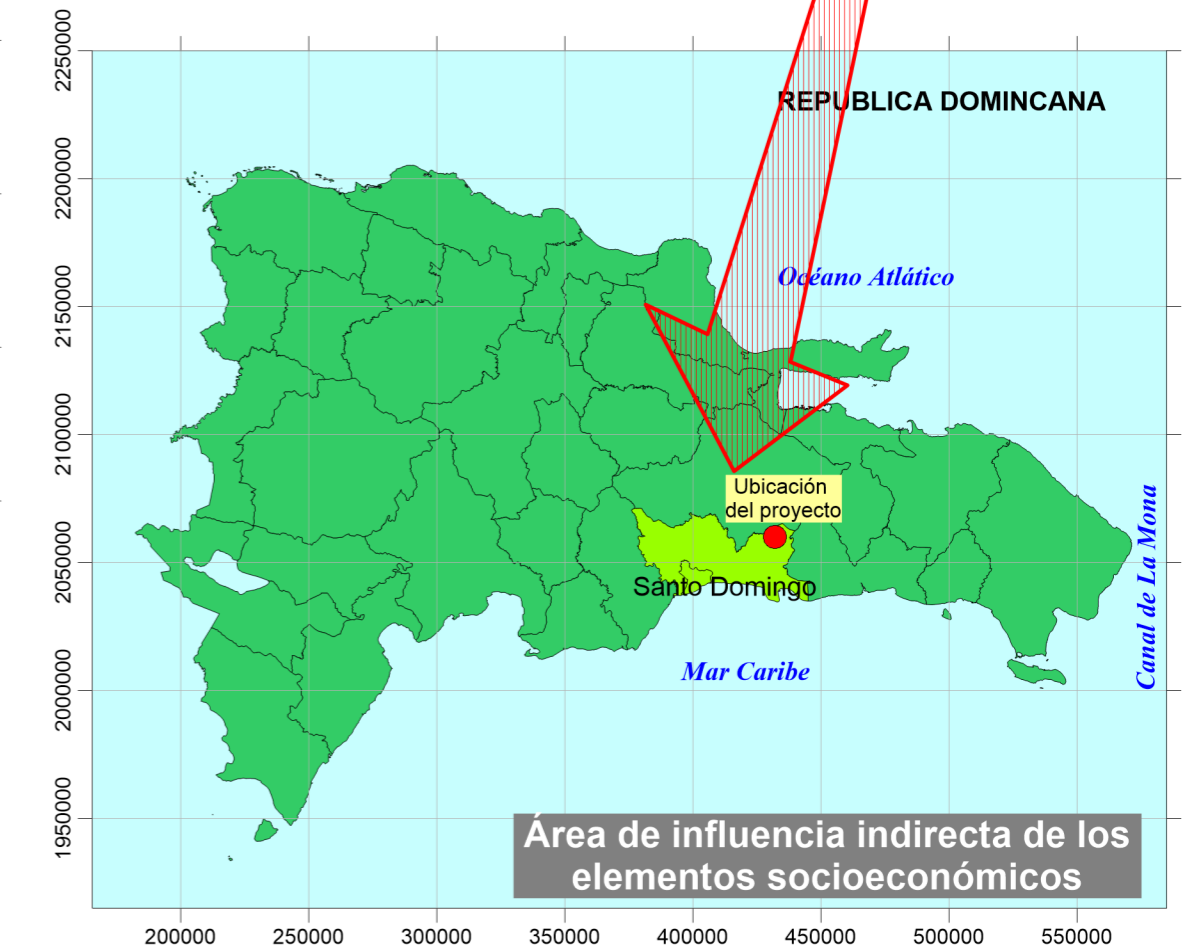 2250000
2200000
2150000
2100000
2050000
2000000
1950000
REPUBLICA DOMINCANA
Océano Atlático
Ubicación
del proyecto
Santo Domingo
Mar Caribe
Canal de La Mona
Área de influencia indirecta de los
elementos socioeconómicos
200000 250000 300000 350000 400000 450000 500000 550000